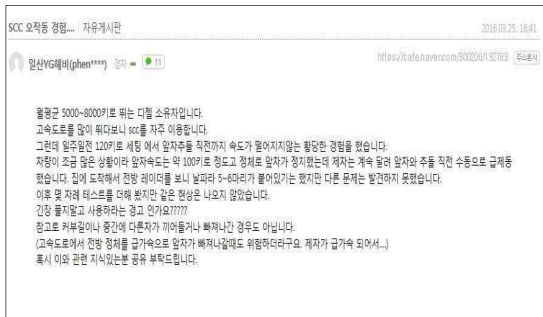 SCC 오작동 경험.... 자유게시판
2016.03.25. 16:41
일산YG해비(phen****) 경차 11
https://cafe.naver.com/300200/192783 주소복사
월평균 5000~8000키로 뛰는 디젤 소유자입니다.
고속도로를 많이 뛰다보니 scc를 자주 이용합니다.
그런데 일주일전 120키로 세팅 에서 앞차추돌 직전까지 속도가 떨어지지않는 황당한 경험을 했습니다.
차량이 조금 많은 상황이라 앞차속도는 약 100키로 정도고 정체로 앞차가 정지했는데 제차는 계속 달려 앞차와 추돌 직전 수동으로 급제동
했습니다. 집에 도착해서 전방 레이더를 보니 날파라 5~6마리가 붙어있기는 했지만 다른 문제는 발견하지 못했습니다.
이후 몇 차례 테스트를 더해 봤지만 같은 현상은 나오지 않았습니다.
긴장 풀지말고 사용하라는 경고 인가요?????
참고로 커부길이나 중간에 다른차가 끼어들거나 빠져나간 경우도 아닙니다.
(고속도로에서 전방 정체를 급가속으로 앞차가 빠져나갈때도 위험하더라구요. 제차가 급가속 되어서...)
혹시 이와 관련 지식있는분 공유 부탁드립니다.